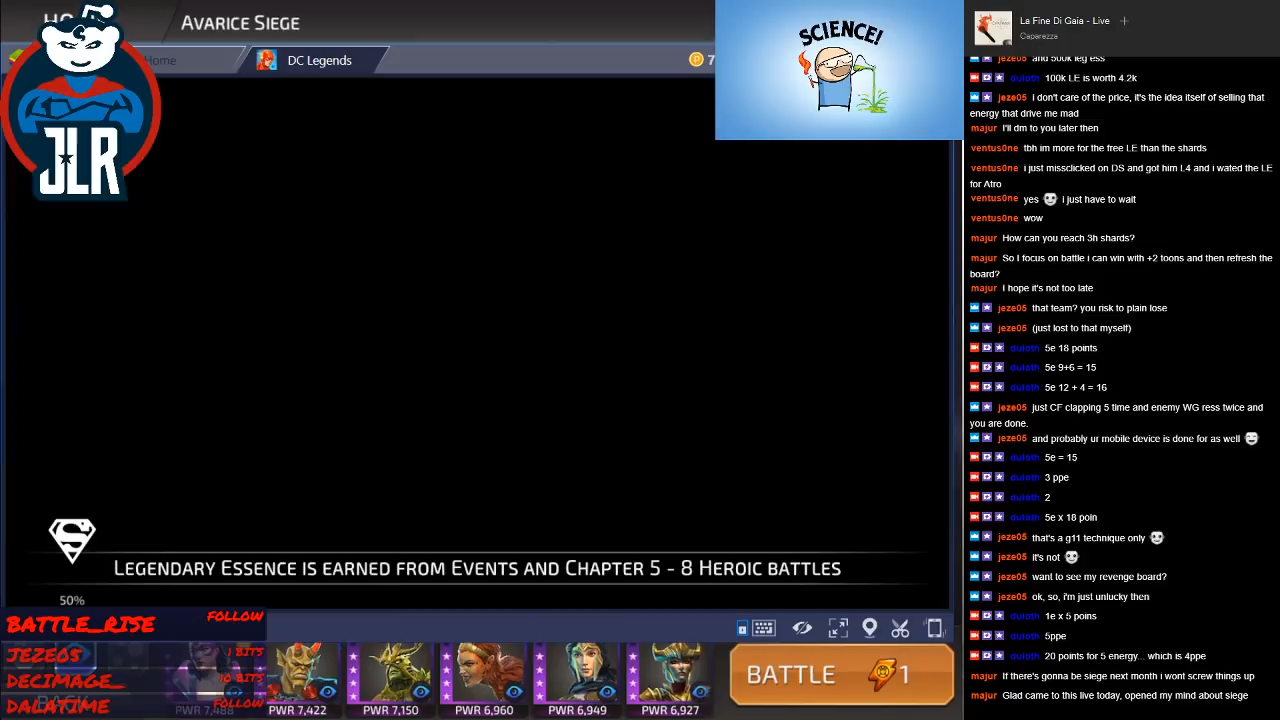 AVARICE SIEGE
Home
DC Legends
7
JLR
SCIENCE!
La Fine Di Gaia - Live
Caparezza
jeze05 and 500k leg ess
duloth 100k LE is worth 4.2k
jeze05 i don't care of the price, it's the idea itself of selling that
energy that drive me mad
majur I'll dm to you later then
ventus0ne tbh im more for the free LE than the shards
ventus0ne i just missclicked on DS and got him L4 and i wated the LE
for Atro
ventus0ne yes i just have to wait
ventus0ne wow
majur How can you reach 3h shards?
majur So I focus on battle i can win with +2 toons and then refresh the
board?
majur I hope it's not too late
jeze05 that team? you risk to plain lose
jeze05 (just lost to that myself)
duloth 5e 18 points
duloth 5e 9+6 = 15
duloth 5e 12 + 4 = 16
jeze05 just CF clapping 5 time and enemy WG ress twice and
you are done.
jeze05 and probably ur mobile device is done for as well
duloth 5e = 15
duloth 3 ppe
duloth 2
duloth 5e x 18 poin
jeze05 that's a g11 technique only
jeze05 it's not
jeze05 want to see my revenge board?
jeze05 ok, so, i'm just unlucky then
duloth 1e x 5 poins
duloth 5ppe
duloth 20 points for 5 energy... which is 4ppe
majur If there's gonna be siege next month i wont screw things up
majur Glad came to this live today, opened my mind about siege
LEGENDARY ESSENCE IS EARNED FROM EVENTS AND CHAPTER 5 - 8 HEROIC BATTLES
50%
BATTLE_RISE FOLLOW
JEZE05 1 BITS
DECIMAGE_ 10 BITS
DALATIME FOLLOW
PWR 7,488
PWR 7,422
PWR 7,150
PWR 6,960
PWR 6,949
PWR 6,927
BATTLE 1